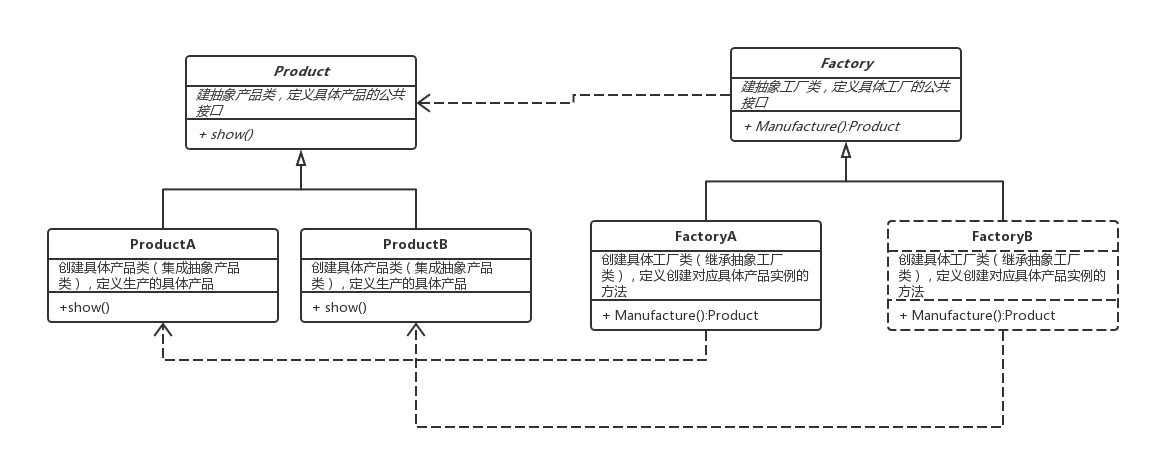 Product
建抽象产品类，定义具体产品的公共
接口
+ show()
Factory
建抽象工厂类，定义具体工厂的公共
接口
+ Manufacture():Product
ProductA
创建具体产品类（集成抽象产品
类），定义生产的具体产品
+show()
ProductB
创建具体产品类（集成抽象产品
类），定义生产的具体产品
+ show()
FactoryA
创建具体工厂类（继承抽象工厂
类），定义创建对应具体产品实例的
方法
+ Manufacture():Product
FactoryB
创建具体工厂类（继承抽象工厂
类），定义创建对应具体产品实例的
方法
+ Manufacture():Product